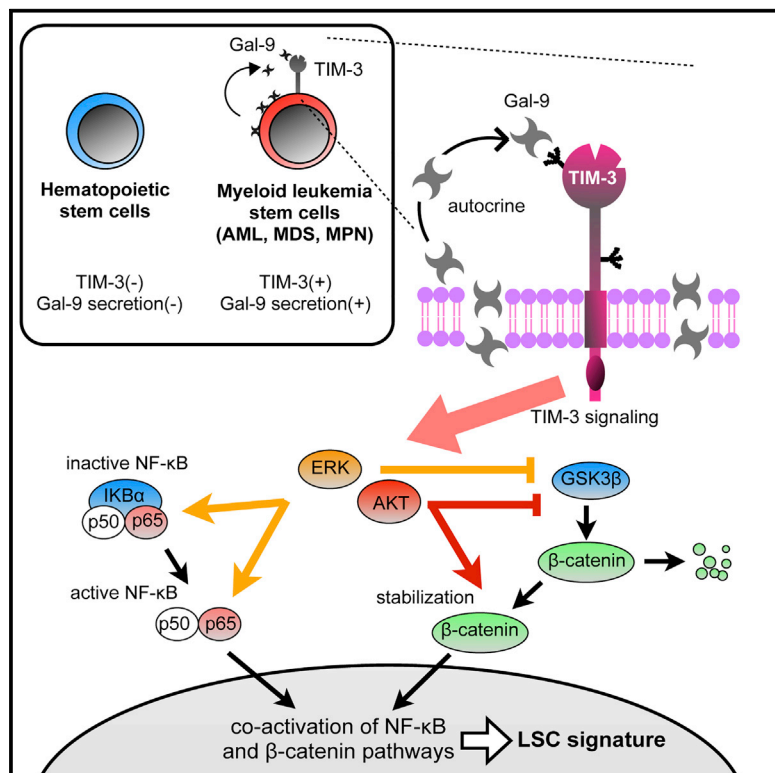 Gal-9
TIM-3
Hematopoietic
stem cells
Myeloid leukemia
stem cells
(AML, MDS, MPN)
TIM-3(-)
Gal-9 secretion(-)
TIM-3(+)
Gal-9 secretion(+)
Gal-9
TIM-3
autocrine
TIM-3 signaling
inactive NF-κB
IKBα
p50
p65
ERK
AKT
GSK3β
β-catenin
active NF-κB
p50
p65
stabilization
β-catenin
co-activation of NF-κB
and β-catenin pathways
LSC signature